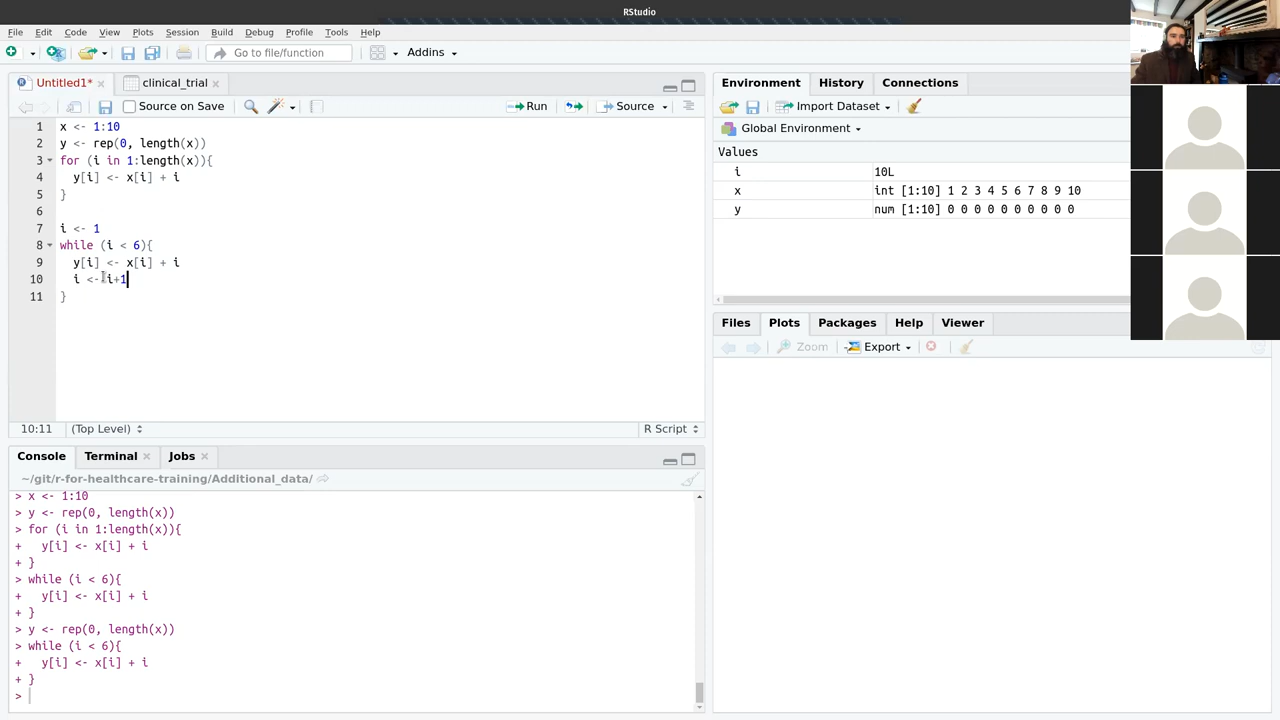 RStudio
File Edit Code View Plots Session Build Debug Profile Tools Help
Go to file/function Addins
Untitled1* clinical_trial
Source on Save Run Source
1 x <- 1:10
2 y <- rep(0, length(x))
3 for (i in 1:length(x)){
4 y[i] <- x[i] + i
5 }
6
7 i <- 1
8 while (i < 6){
9 y[i] <- x[i] + i
10 i <- i+1
11 }
10:11 (Top Level) R Script
Console Terminal Jobs
~/git/r-for-healthcare-training/Additional_data/
> x <- 1:10
> y <- rep(0, length(x))
> for (i in 1:length(x)){
+ y[i] <- x[i] + i
+ }
> while (i < 6){
+ y[i] <- x[i] + i
+ }
> y <- rep(0, length(x))
> while (i < 6){
+ y[i] <- x[i] + i
+ }
>
Environment History Connections
Import Dataset
Global Environment
Values
i 10L
x int [1:10] 1 2 3 4 5 6 7 8 9 10
y num [1:10] 0 0 0 0 0 0 0 0 0 0
Files Plots Packages Help Viewer
Zoom Export